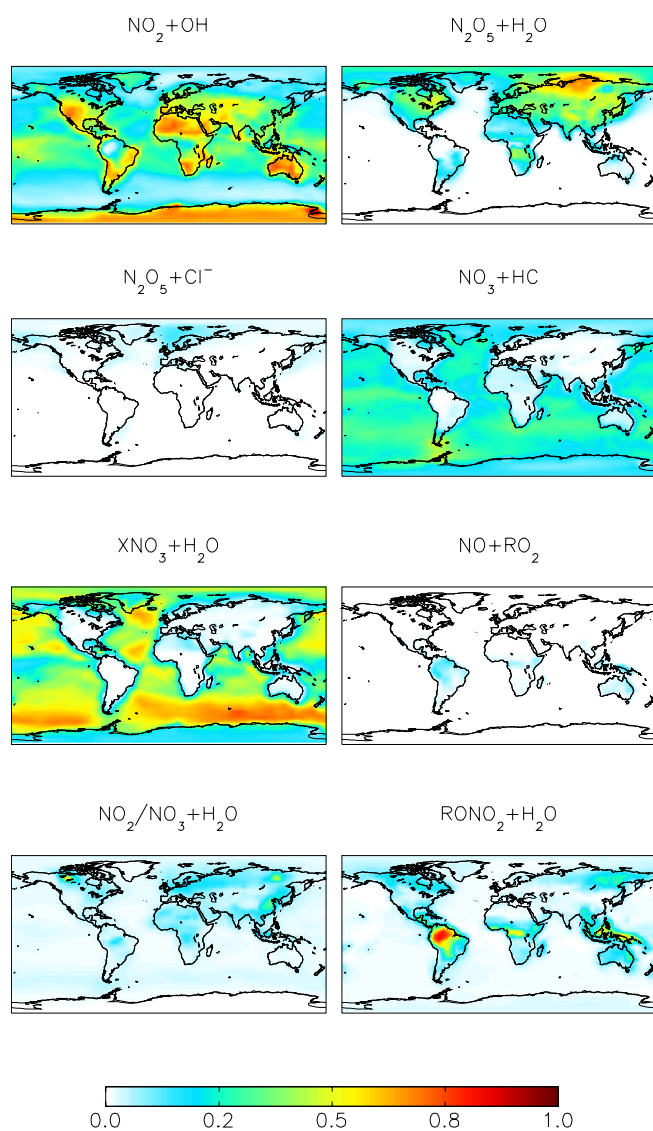 NO₂+OH
N₂O₅+H₂O
N₂O₅+Cl⁻
NO₃+HC
XNO₃+H₂O
NO+RO₂
NO₂/NO₃+H₂O
RONO₂+H₂O
0.0 0.2 0.5 0.8 1.0